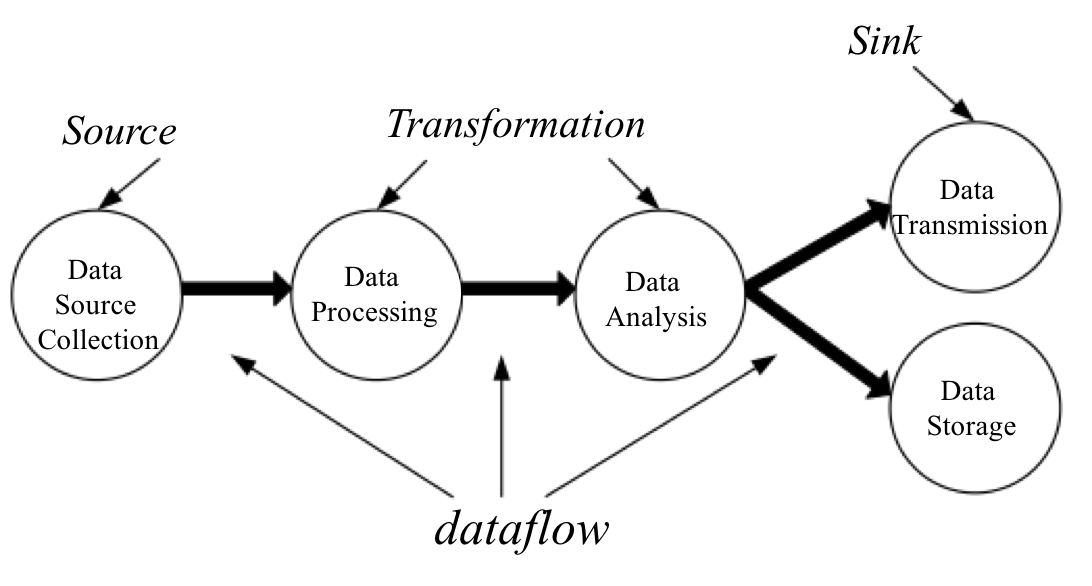 Sink
Source
Transformation
Data
Source
Collection
Data
Processing
Data
Analysis
Data
Transmission
Data
Storage
dataflow